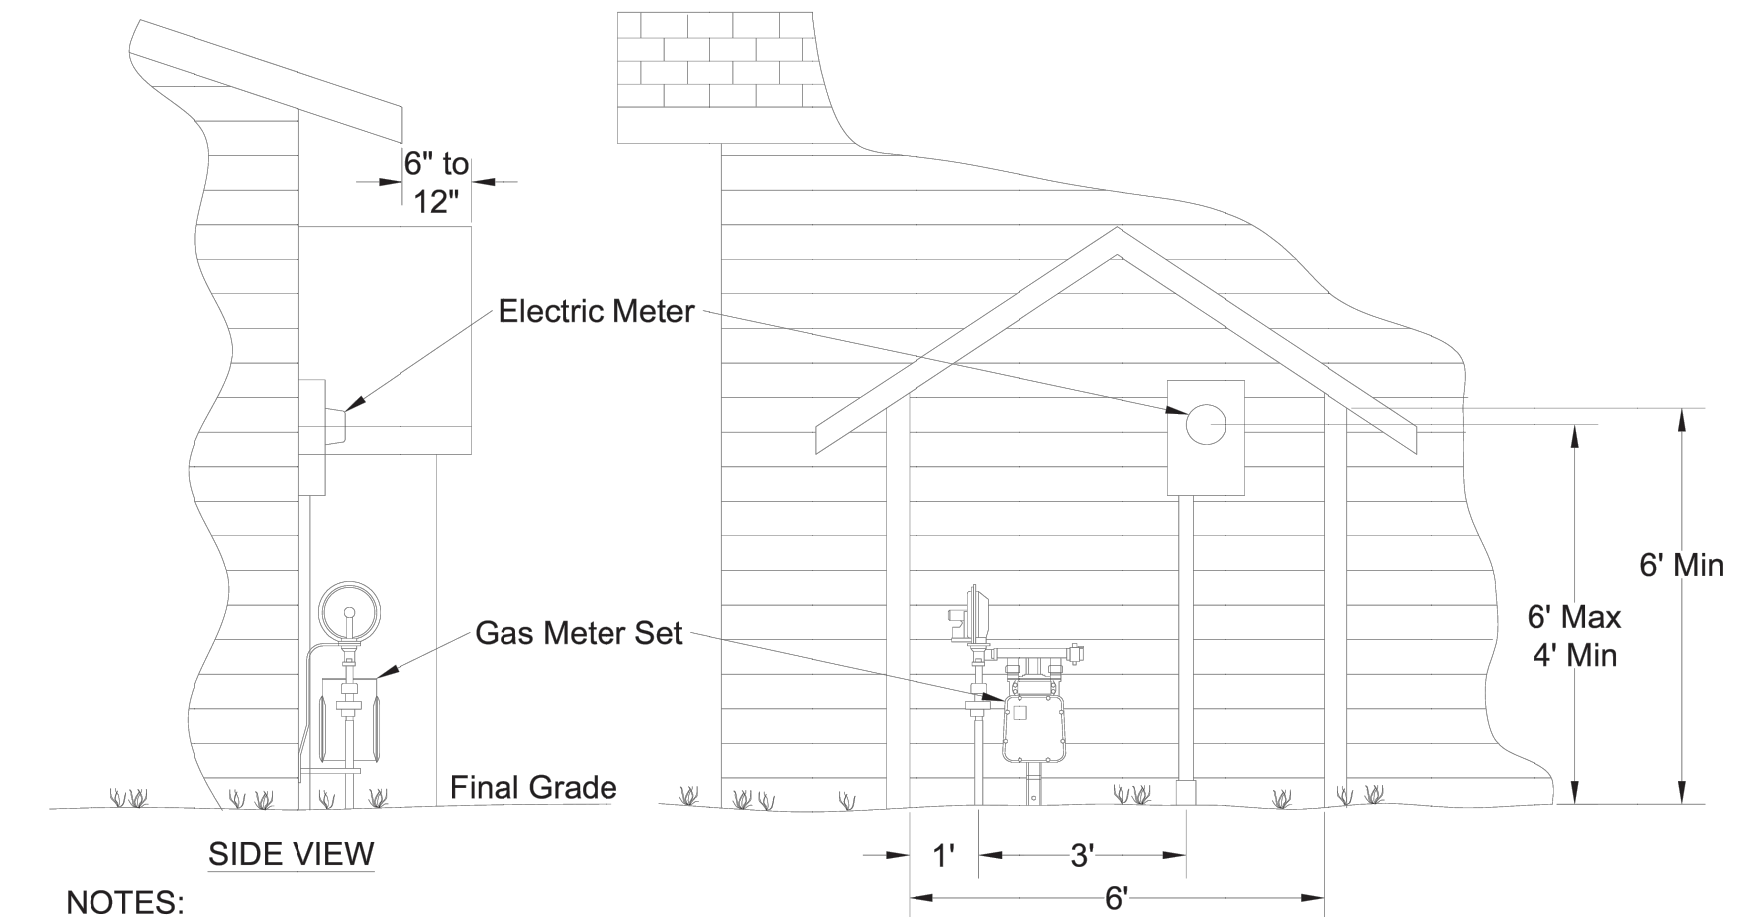 6" to
12"
Electric Meter
6' Min
6' Max
4' Min
Gas Meter Set
Final Grade
SIDE VIEW
1'
3'
6'
NOTES: